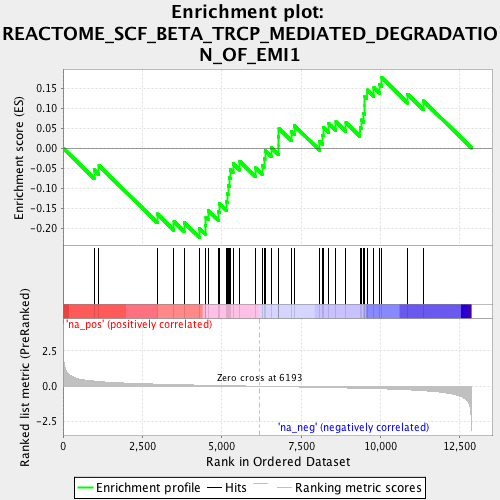 Enrichment plot:
REACTOME_SCF_BETA_TRCP_MEDIATED_DEGRADATIO
N_OF_EMI1
Enrichment score (ES)
0.15
0.10
0.05
0.00
-0.05
-0.10
-0.15
-0.20
'na_pos' (positively correlated)
Ranked list metric (PreRanked)
2.5
0.0
-2.5
Zero cross at 6193
'na_neg' (negatively correlated)
0
2,500
5,000
7,500
10,000
12,500
Rank in Ordered Dataset
Enrichment profile
Hits
Ranking metric scores